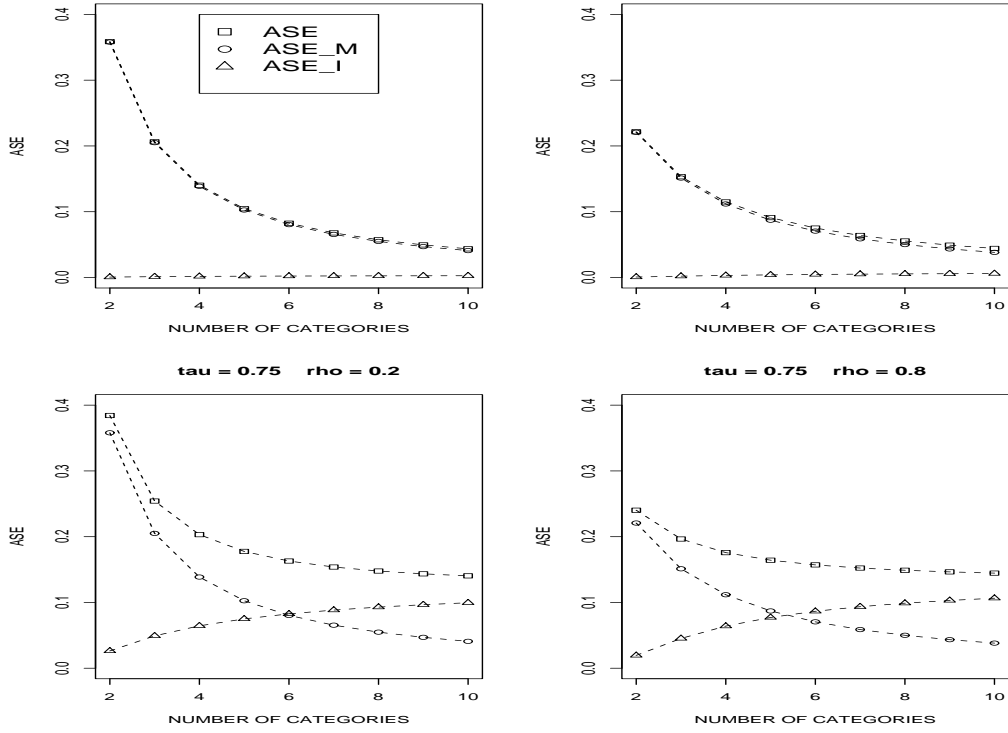 0.4
0.3
0.2
0.1
0.0
ASE
ASE
ASE_M
ASE_I
2 4 6 8 10
NUMBER OF CATEGORIES
0.4
0.3
0.2
0.1
0.0
ASE
2 4 6 8 10
NUMBER OF CATEGORIES
tau = 0.75 rho = 0.2
0.4
0.3
0.2
0.1
0.0
ASE
2 4 6 8 10
NUMBER OF CATEGORIES
tau = 0.75 rho = 0.8
0.4
0.3
0.2
0.1
0.0
ASE
2 4 6 8 10
NUMBER OF CATEGORIES